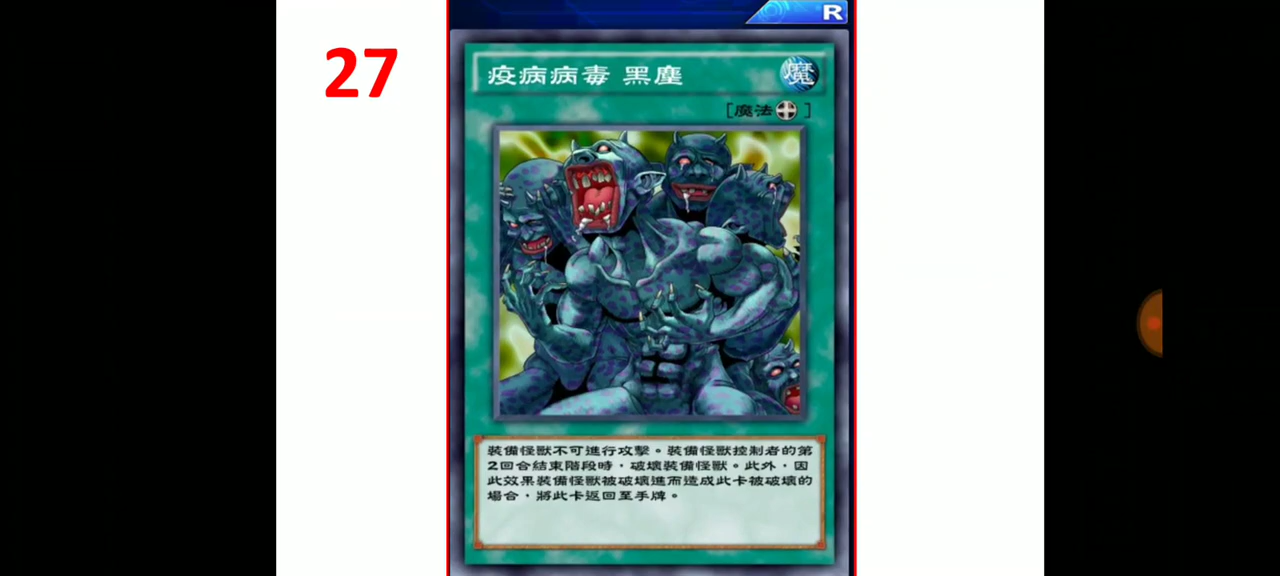 R
27
疫病病毒 黑塵
魔
[魔法 ]
裝備怪獸不可進行攻擊。裝備怪獸控制者的第
2回合結束階段時,破壞裝備怪獸。此外,因
此效果裝備怪獸被破壞進而造成此卡被破壞的
場合,將此卡返回至手牌。